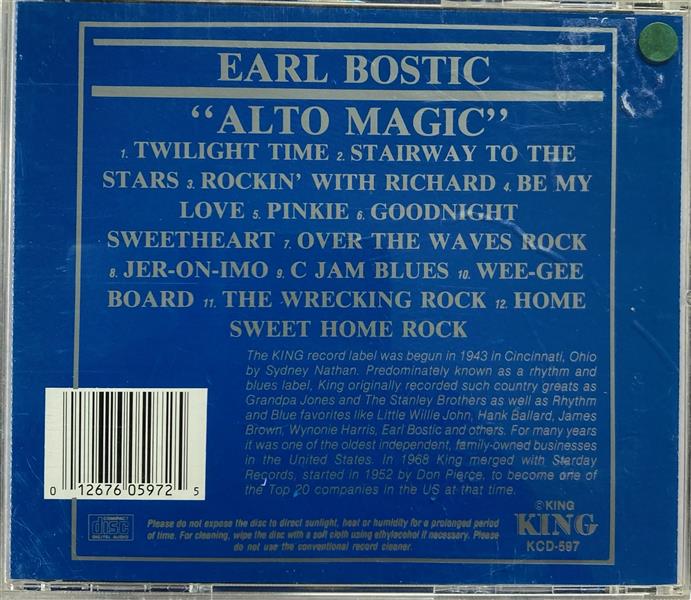 EARL BOSTIC
“ALTO MAGIC”
1. TWILIGHT TIME 2. STAIRWAY TO THE
STARS 3. ROCKIN’ WITH RICHARD 4. BE MY
LOVE 5. PINKIE 6. GOODNIGHT
SWEETHEART 7. OVER THE WAVES ROCK
8. JER-ON-IMO 9. C JAM BLUES 10. WEE-GEE
BOARD 11. THE WRECKING ROCK 12. HOME
SWEET HOME ROCK
The KING record label was begun in 1943 in Cincinnati, Ohio
by Sydney Nathan. Predominately known as a rhythm and
blues label, King originally recorded such country greats as
Grandpa Jones and The Stanley Brothers as well as Rhythm
and Blue favorites like Little Willie John, Hank Ballard, James
Brown, Wynonie Harris, Earl Bostic and others. For many years
it was one of the oldest independent, family-owned businesses
in the United States. In 1968 King merged with Starday
Records, started in 1952 by Don Pierce, to become one of
the Top 20 companies in the US at that time.
0 12676 05972 5
COMPACT
disc
DIGITAL AUDIO
Please do not expose the disc to direct sunlight, heat or humidity for a prolonged period
of time. For cleaning, wipe the disc with a soft cloth using ethylacohol if necessary. Please
do not use the conventional record cleaner.
℗KING
KING
KCD-597